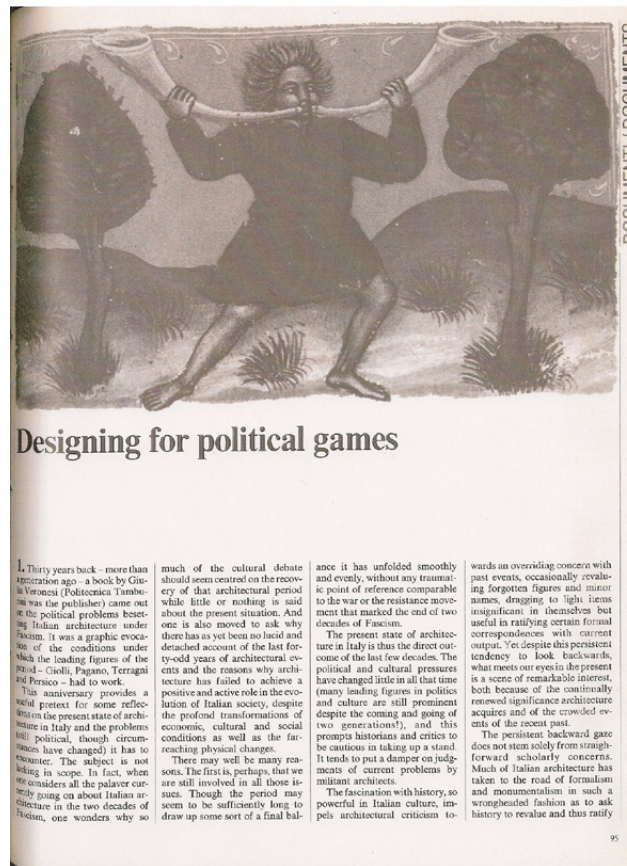 DOCUMENTI / DOCUMENTS
Designing for political games
1. Thirty years back – more than
a generation ago – a book by Giu-
lia Veronesi (Politecnica Tambu-
rini was the publisher) came out
on the political problems beset-
ting Italian architecture under
Fascism. It was a graphic evoca-
tion of the conditions under
which the leading figures of the
period – Giolli, Pagano, Terragni
and Persico – had to work.
This anniversary provides a
useful pretext for some reflec-
tions on the present state of archi-
tecture in Italy and the problems
(still political, though circum-
stances have changed) it has to
encounter. The subject is not
lacking in scope. In fact, when
one considers all the palaver cur-
rently going on about Italian ar-
chitecture in the two decades of
Fascism, one wonders why so
much of the cultural debate
should seem centred on the recov-
ery of that architectural period
while little or nothing is said
about the present situation. And
one is also moved to ask why
there has as yet been no lucid and
detached account of the last for-
ty-odd years of architectural ev-
ents and the reasons why archi-
tecture has failed to achieve a
positive and active role in the evo-
lution of Italian society, despite
the profond transformations of
economic, cultural and social
conditions as well as the far-
reaching physical changes.
There may well be many rea-
sons. The first is, perhaps, that we
are still involved in all those is-
sues. Though the period may
seem to be sufficiently long to
draw up some sort of a final bal-
ance it has unfolded smoothly
and evenly, without any traumat-
ic point of reference comparable
to the war or the resistance move-
ment that marked the end of two
decades of Fascism.
The present state of architec-
ture in Italy is thus the direct out-
come of the last few decades. The
political and cultural pressures
have changed little in all that time
(many leading figures in politics
and culture are still prominent
despite the coming and going of
two generations!), and this
prompts historians and critics to
be cautious in taking up a stand.
It tends to put a damper on judg-
ments of current problems by
militant architects.
The fascination with history, so
powerful in Italian culture, im-
pels architectural criticism to-
wards an overriding concern with
past events, occasionally revalu-
ing forgotten figures and minor
names, dragging to light items
insignificant in themselves but
useful in ratifying certain formal
correspondences with current
output. Yet despite this persistent
tendency to look backwards,
what meets our eyes in the present
is a scene of remarkable interest,
both because of the continually
renewed significance architecture
acquires and of the crowded ev-
ents of the recent past.
The persistent backward gaze
does not stem solely from straigh-
forward scholarly concerns.
Much of Italian architecture has
taken to the road of formalism
and monumentalism in such a
wrongheaded fashion as to ask
history to revalue and thus ratify
95